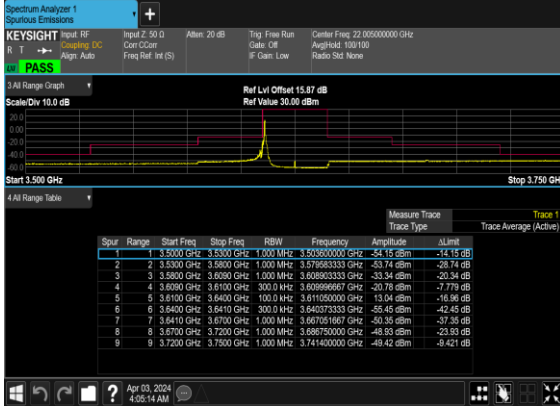 Spectrum Analyzer 1
Spurious Emissions
+
KEYSIGHT Input: RF Input Z: 50 Ω Atten: 20 dB Trig: Free Run Center Freq: 22.005000000 GHz
R T Coupling: DC Corr CCorr Gate: Off Avg|Hold: 100/100
Align: Auto Freq Ref: Int (S) IF Gain: Low Radio Std: None
PASS
3 All Range Graph
Ref Lvl Offset 15.87 dB
Scale/Div 10.0 dB Ref Value 30.00 dBm
20.0
0.00
-20.0
-40.0
-60.0
Start 3.500 GHz Stop 3.750 GH
4 All Range Table
Measure Trace Trace 1
Trace Type Trace Average (Active)
Spur Range Start Freq Stop Freq RBW Frequency Amplitude ΔLimit
1 1 3.5000 GHz 3.5300 GHz 1.000 MHz 3.503600000 GHz -54.15 dBm -14.15 dB
2 2 3.5300 GHz 3.5800 GHz 1.000 MHz 3.579583333 GHz -53.74 dBm -28.74 dB
3 3 3.5800 GHz 3.6090 GHz 1.000 MHz 3.608903333 GHz -33.34 dBm -20.34 dB
4 4 3.6090 GHz 3.6100 GHz 300.0 kHz 3.609996667 GHz -20.78 dBm -7.779 dB
5 5 3.6100 GHz 3.6400 GHz 100.0 kHz 3.611050000 GHz 13.04 dBm -16.96 dB
6 6 3.6400 GHz 3.6410 GHz 300.0 kHz 3.640373333 GHz -55.45 dBm -42.45 dB
7 7 3.6410 GHz 3.6700 GHz 1.000 MHz 3.667051667 GHz -50.35 dBm -37.35 dB
8 8 3.6700 GHz 3.7200 GHz 1.000 MHz 3.686750000 GHz -48.93 dBm -23.93 dB
9 9 3.7200 GHz 3.7500 GHz 1.000 MHz 3.741400000 GHz -49.42 dBm -9.421 dB
? Apr 03, 2024
4:05:14 AM